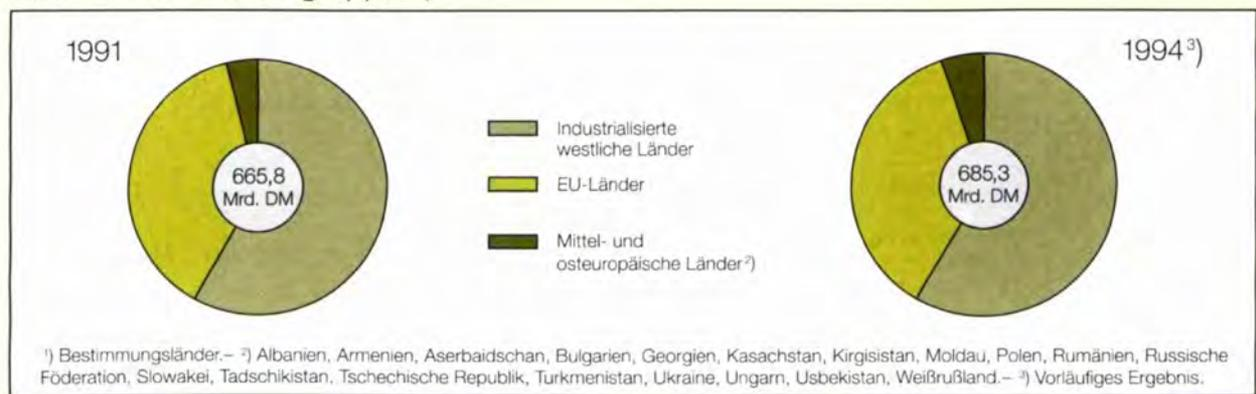 1991
1994³)
665,8
Mrd. DM
Industrialisierte
westliche Länder
EU-Länder
Mittel- und
osteuropäische Länder²)
685,3
Mrd. DM
¹) Bestimmungsländer.– ²) Albanien, Armenien, Aserbaidschan, Bulgarien, Georgien, Kasachstan, Kirgisistan, Moldau, Polen, Rumänien, Russische
Föderation, Slowakei, Tadschikistan, Tschechische Republik, Turkmenistan, Ukraine, Ungarn, Usbekistan, Weißrußland.– ³) Vorläufiges Ergebnis.